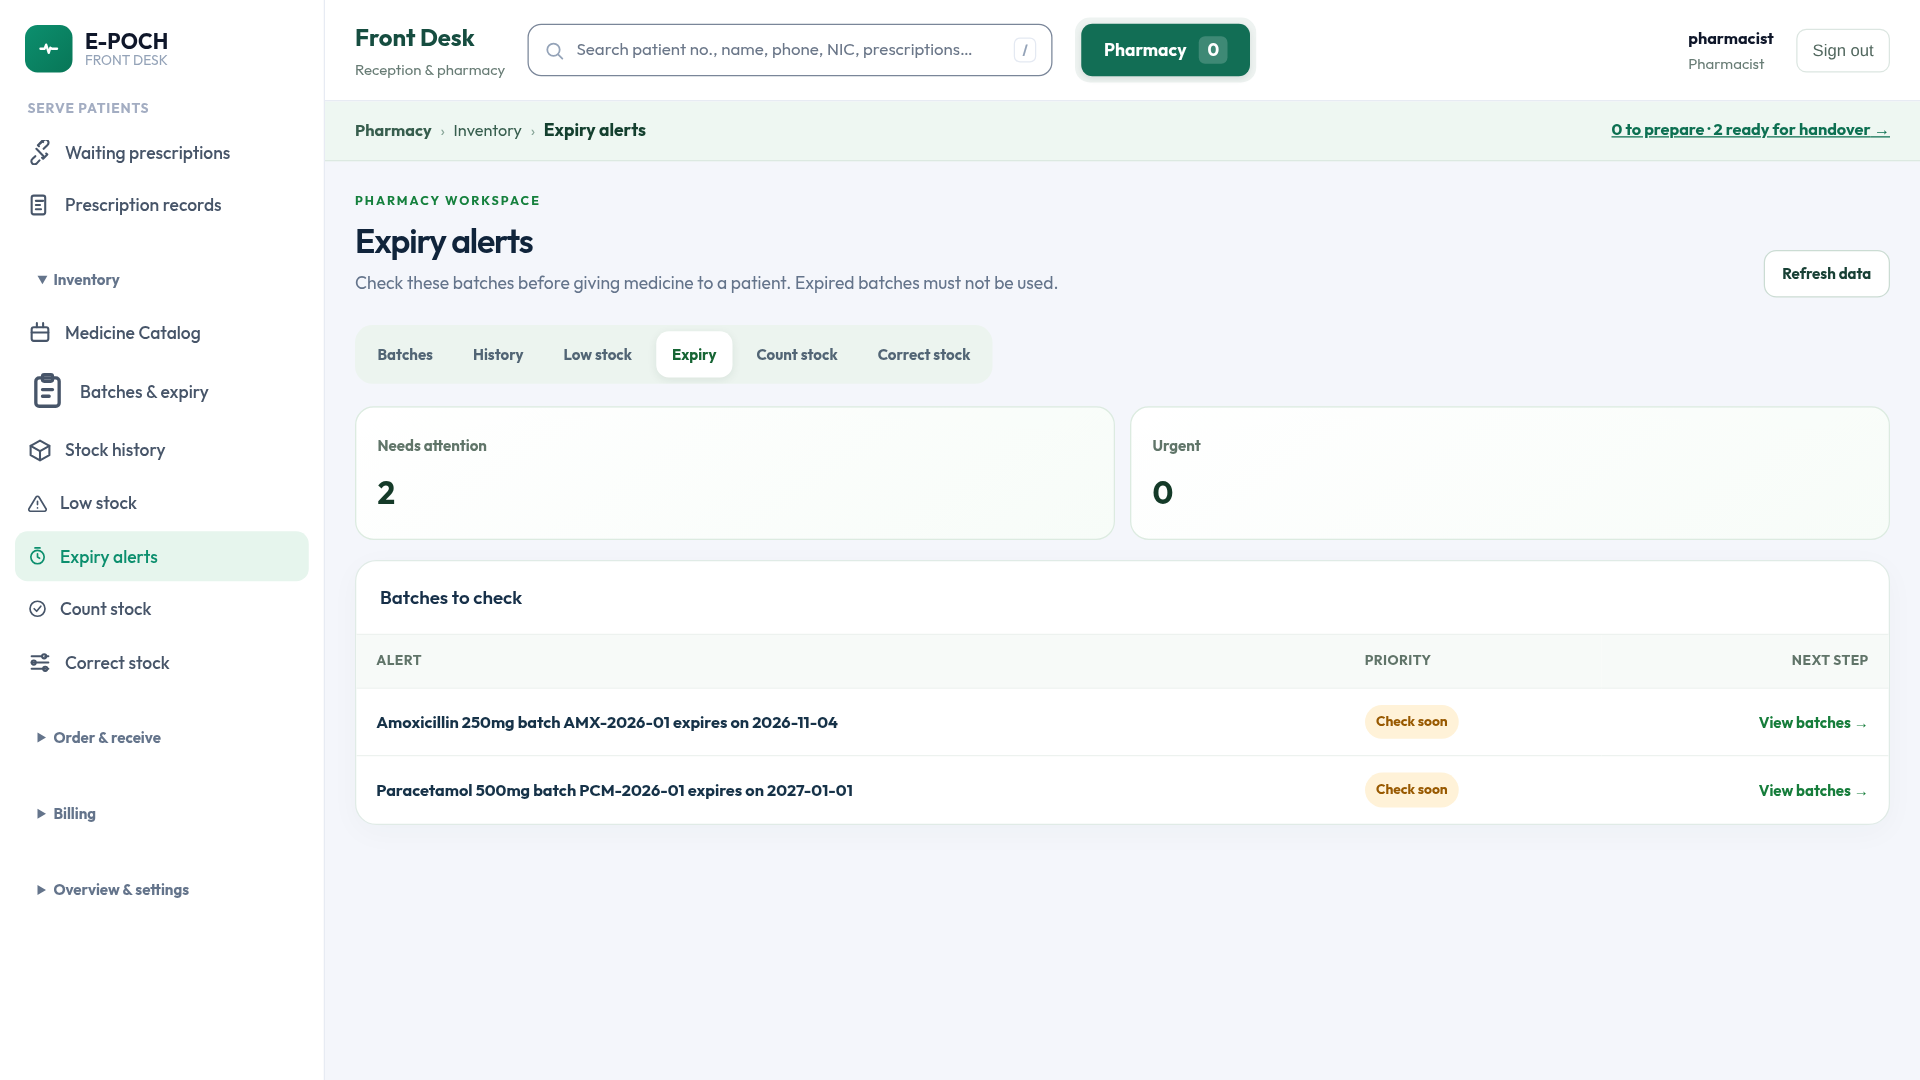 E-POCH
FRONT DESK
SERVE PATIENTS
Waiting prescriptions
Prescription records
▼ Inventory
Medicine Catalog
Batches & expiry
Stock history
Low stock
Expiry alerts
Count stock
Correct stock
▶ Order & receive
▶ Billing
▶ Overview & settings
Front Desk
Reception & pharmacy
Search patient no., name, phone, NIC, prescriptions...
/
Pharmacy 0
pharmacist
Pharmacist
Sign out
Pharmacy › Inventory › Expiry alerts
0 to prepare · 2 ready for handover →
PHARMACY WORKSPACE
Expiry alerts
Check these batches before giving medicine to a patient. Expired batches must not be used.
Refresh data
Batches History Low stock Expiry Count stock Correct stock
Needs attention
2
Urgent
0
Batches to check
ALERT PRIORITY NEXT STEP
Amoxicillin 250mg batch AMX-2026-01 expires on 2026-11-04 Check soon View batches →
Paracetamol 500mg batch PCM-2026-01 expires on 2027-01-01 Check soon View batches →